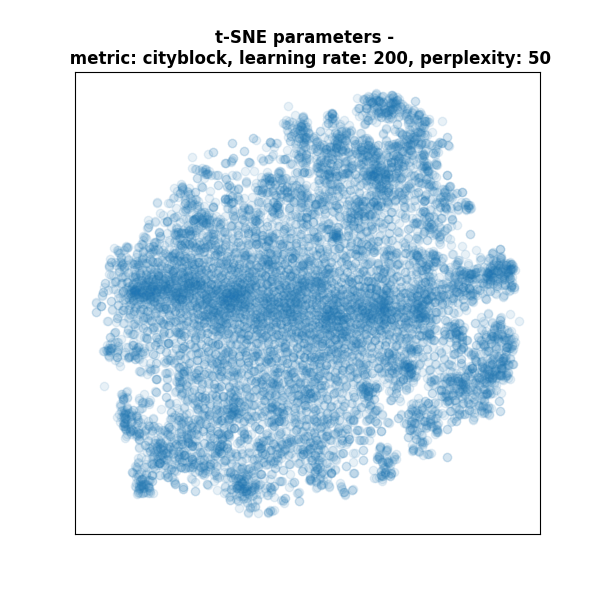 t-SNE parameters -
metric: cityblock, learning rate: 200, perplexity: 50